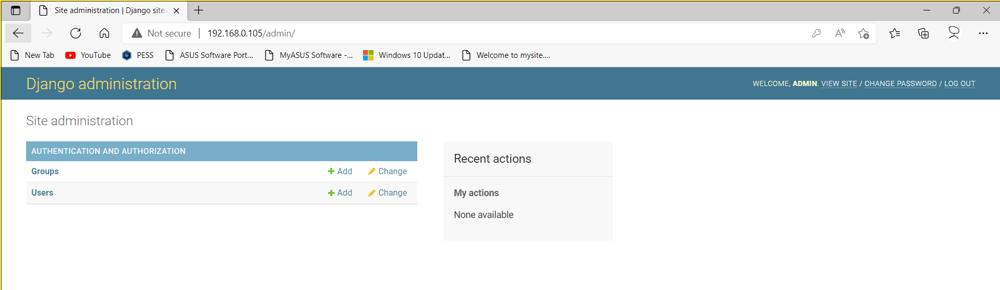 Site administration | Django site
Not secure | 192.168.0.105/admin/
New Tab YouTube PESS ASUS Software Port... MyASUS Software -... Windows 10 Updat... Welcome to mysite....
Django administration WELCOME, ADMIN. VIEW SITE / CHANGE PASSWORD / LOG OUT
Site administration
AUTHENTICATION AND AUTHORIZATION
Groups Add Change
Users Add Change
Recent actions
My actions
None available